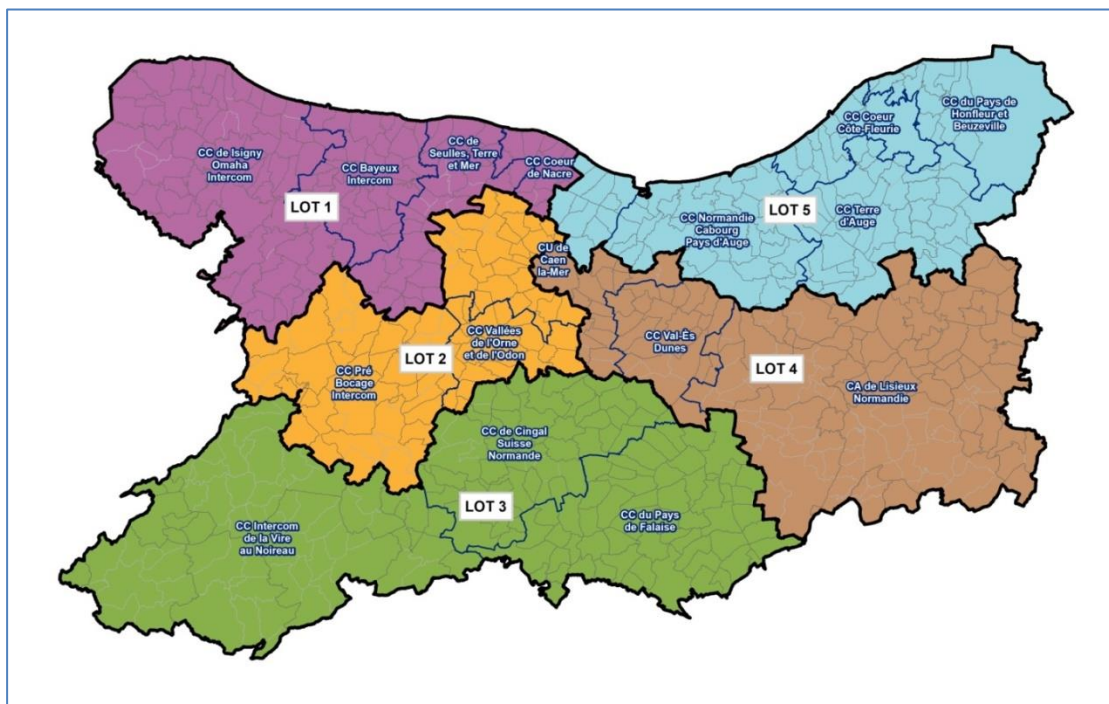 CC du Pays de
Honfleur et
Beuzeville
CC Coeur
Côte-Fleurie
CC de
Seulles, Terre
et Mer
CC de Isigny
Omaha
Intercom
CC Bayeux
Intercom
CC Coeur
de Nacre
LOT 1
LOT 5
CC Normandie
Cabourg
Pays d'Auge
CC Terre
d'Auge
CU de
Caen
la-Mer
CC Vallées
de l'Orne
et de l'Odon
CC Val-Ès
Dunes
LOT 2
LOT 4
CC Pré
Bocage
Intercom
CA de Lisieux
Normandie
CC de Cingal
Suisse
Normande
LOT 3
CC Intercom
de la Vire
au Noireau
CC du Pays
de Falaise